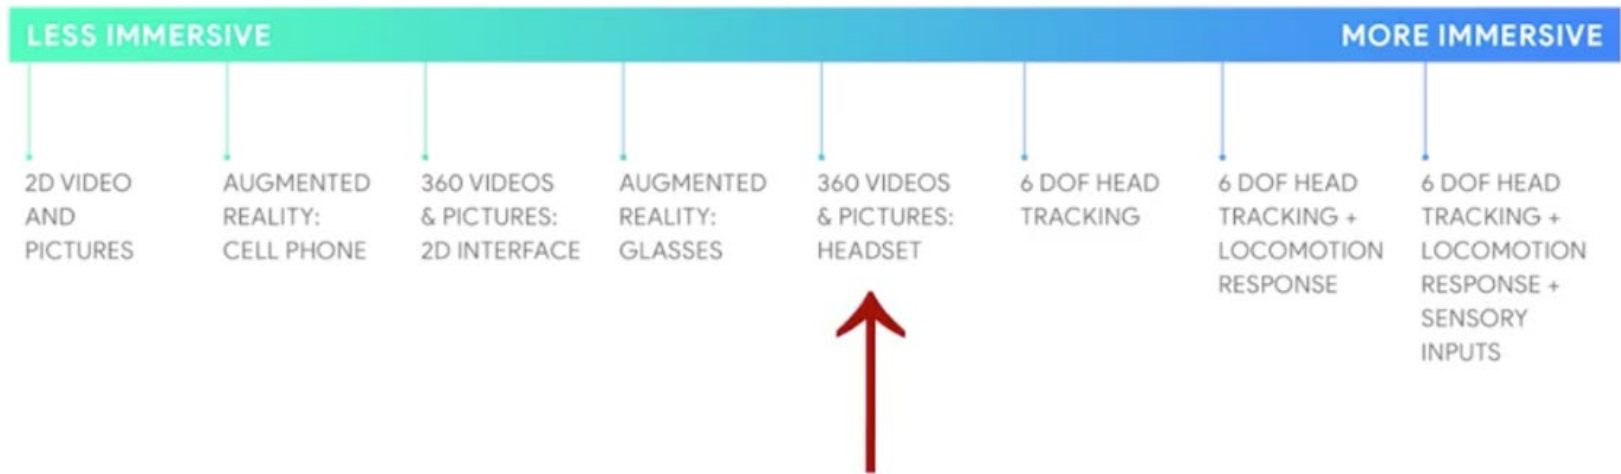 LESS IMMERSIVE
MORE IMMERSIVE
2D VIDEO
AND
PICTURES
AUGMENTED
REALITY:
CELL PHONE
360 VIDEOS
& PICTURES:
2D INTERFACE
AUGMENTED
REALITY:
GLASSES
360 VIDEOS
& PICTURES:
HEADSET
6 DOF HEAD
TRACKING
6 DOF HEAD
TRACKING +
LOCOMOTION
RESPONSE
6 DOF HEAD
TRACKING +
LOCOMOTION
RESPONSE +
SENSORY
INPUTS